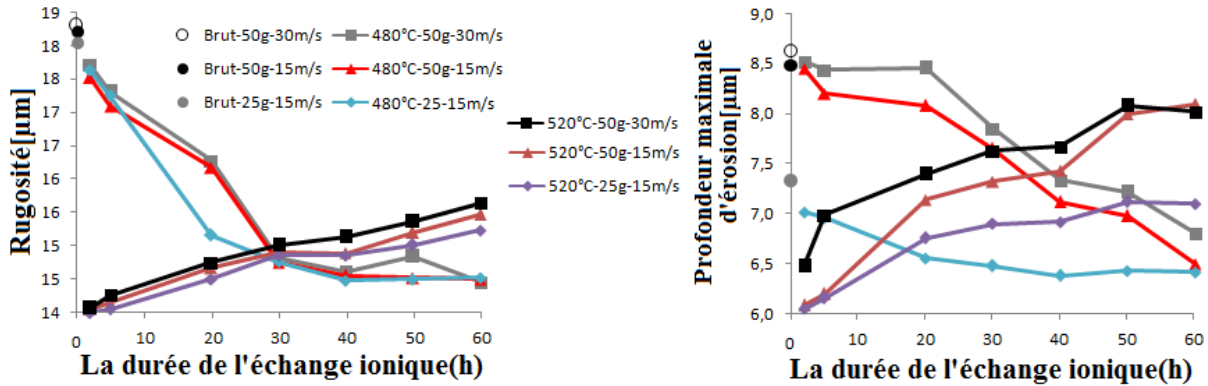 19
18
18
17
17
16
16
15
15
14
Rugosité[µm]
Brut-50g-30m/s
Brut-50g-15m/s
Brut-25g-15m/s
480°C-50g-30m/s
480°C-50g-15m/s
480°C-25-15m/s
0 10 20 30 40 50 60
La durée de l'échange ionique(h)
520°C-50g-30m/s
520°C-50g-15m/s
520°C-25g-15m/s
9,0
8,5
8,0
7,5
7,0
6,5
6,0
Profondeur maximale
d'érosion[µm]
0 10 20 30 40 50 60
La durée de l'échange ionique(h)